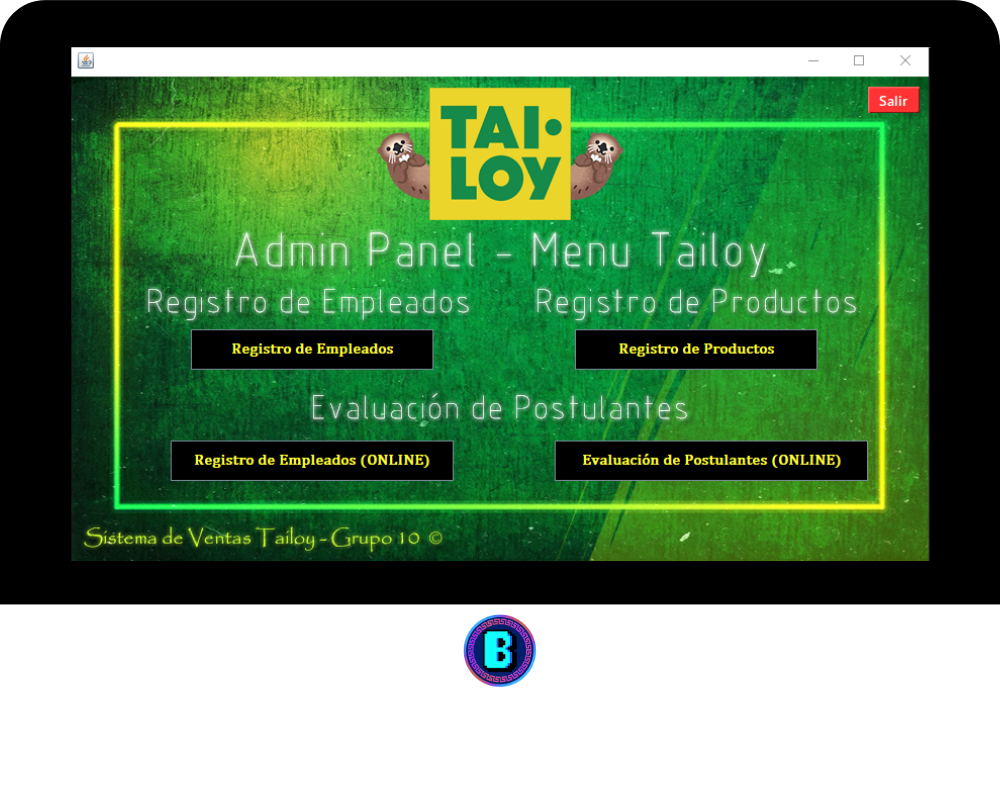 Salir
TAI•
LOY
Admin Panel - Menu Tailoy
Registro de Empleados
Registro de Productos
Registro de Empleados
Registro de Productos
Evaluación de Postulantes
Registro de Empleados (ONLINE)
Evaluación de Postulantes (ONLINE)
Sistema de Ventas Tailoy - Grupo 10 ©
B